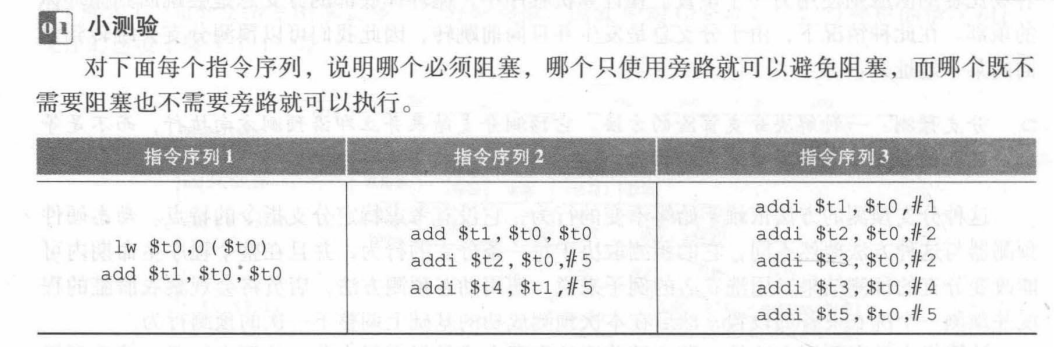 01 小测验
对下面每个指令序列，说明哪个必须阻塞，哪个只使用旁路就可以避免阻塞，而哪个既不
需要阻塞也不需要旁路就可以执行。
指令序列1 指令序列2 指令序列3
addi $t1,$t0,#1
lw $t0,0($t0) add $t1,$t0,$t0 addi $t2,$t0,#2
add $t1,$t0,$t0 addi $t2,$t0,#5 addi $t3,$t0,#2
addi $t4,$t1,#5 addi $t3,$t0,#4
addi $t5,$t0,#5